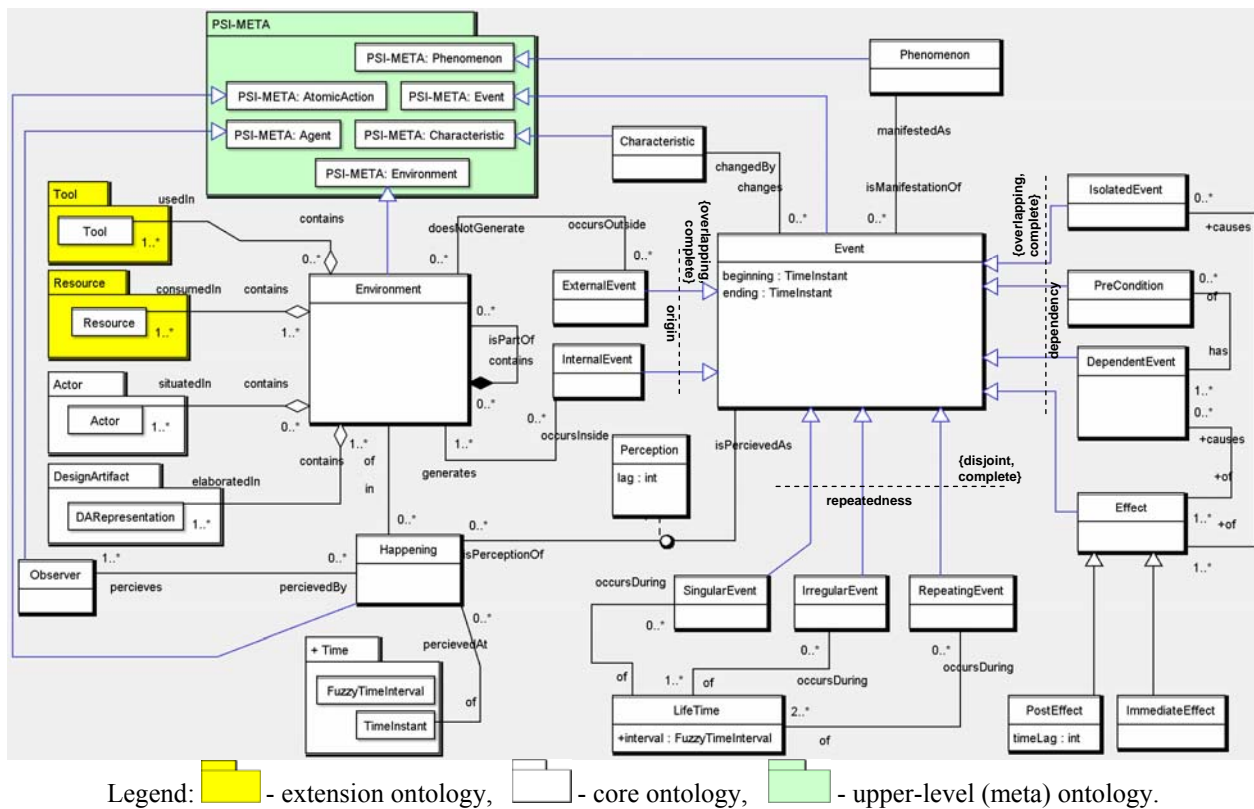 PSI-META
PSI-META: Phenomenon
PSI-META: AtomicAction
PSI-META: Event
PSI-META: Agent
PSI-META: Characteristic
PSI-META: Environment
Phenomenon
manifestedAs
isManifestationOf
0..*
Characteristic
changedBy
changes
0..*
Tool
Tool
1..*
usedIn
contains
0..*
Resource
Resource
1..*
consumedIn
contains
1..*
Actor
Actor
1..*
situatedIn
contains
0..*
DesignArtifact
DARepresentation
1..*
elaboratedIn
contains
1..*
Environment
doesNotGenerate
0..*
occursOutside
0..*
0..*
isPartOf
contains
0..*
of
in
0..*
1..*
generates
occursInside
0..*
ExternalEvent
InternalEvent
{overlapping,
complete}
origin
Event
beginning : TimeInstant
ending : TimeInstant
{overlapping,
complete}
dependency
IsolatedEvent
0..*
+causes
PreCondition
0..*
of
has
DependentEvent
1..*
0..*
+causes
+of
Effect
1..*
+of
1..*
PostEffect
timeLag : int
ImmediateEffect
Perception
lag : int
isPercievedAs
0..*
isPerceptionOf
{disjoint,
complete}
repeatedness
Observer
1..*
percieves
0..*
percievedBy
Happening
0..*
percievedAt
of
+ Time
FuzzyTimeInterval
TimeInstant
SingularEvent
occursDuring
0..*
of
IrregularEvent
0..*
occursDuring
1..*
of
RepeatingEvent
0..*
occursDuring
2..*
of
LifeTime
+interval : FuzzyTimeInterval
Legend: - extension ontology, - core ontology, - upper-level (meta) ontology.